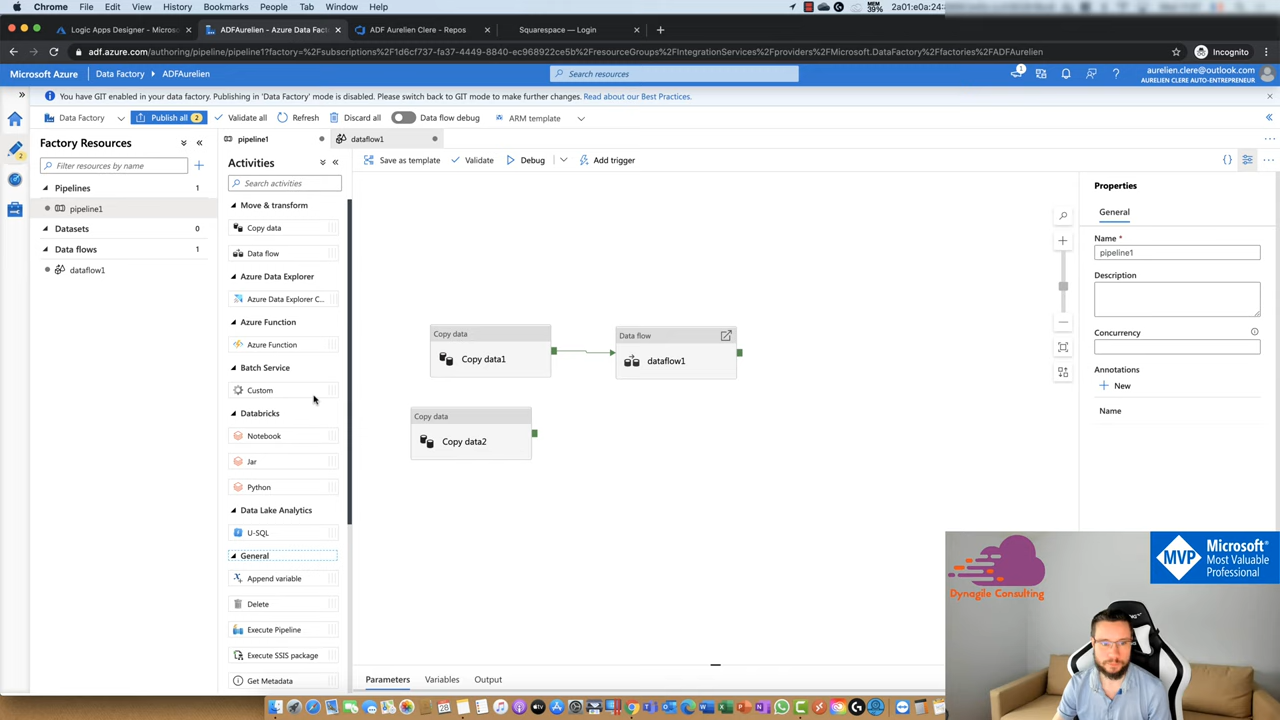 Chrome File Edit View History Bookmarks People Tab Window Help
MEM 39%
2a01:e0a:24:
Logic Apps Designer - Microsoft
ADFAurelien - Azure Data Facto
ADF Aurelien Clere - Repos
Squarespace — Login
adf.azure.com/authoring/pipeline/pipeline1?factory=%2Fsubscriptions%2F1d6cf737-fa37-4449-8840-ec968922ce5b%2FresourceGroups%2FIntegrationServices%2Fproviders%2FMicrosoft.DataFactory%2Ffactories%2FADFAurelien
Incognito
Microsoft Azure
Data Factory
ADFAurelien
Search resources
1
aurelien.clere@outlook.com
AURELIEN CLERE AUTO-ENTREPRENEUR
You have GIT enabled in your data factory. Publishing in 'Data Factory' mode is disabled. Please switch back to GIT mode to make further changes. Read about our Best Practices.
Data Factory
Publish all 2
Validate all
Refresh
Discard all
Data flow debug
ARM template
Factory Resources
Filter resources by name
Pipelines 1
pipeline1
Datasets 0
Data flows 1
dataflow1
2
pipeline1
dataflow1
Activities
Search activities
Move & transform
Copy data
Data flow
Azure Data Explorer
Azure Data Explorer C...
Azure Function
Azure Function
Batch Service
Custom
Databricks
Notebook
Jar
Python
Data Lake Analytics
U-SQL
General
Append variable
Delete
Execute Pipeline
Execute SSIS package
Get Metadata
Save as template
Validate
Debug
Add trigger
Copy data
Copy data1
Data flow
dataflow1
Copy data
Copy data2
Parameters
Variables
Output
Properties
General
Name *
pipeline1
Description
Concurrency
Annotations
New
Name
Dynagile Consulting
MVP
Microsoft
Most Valuable
Professional